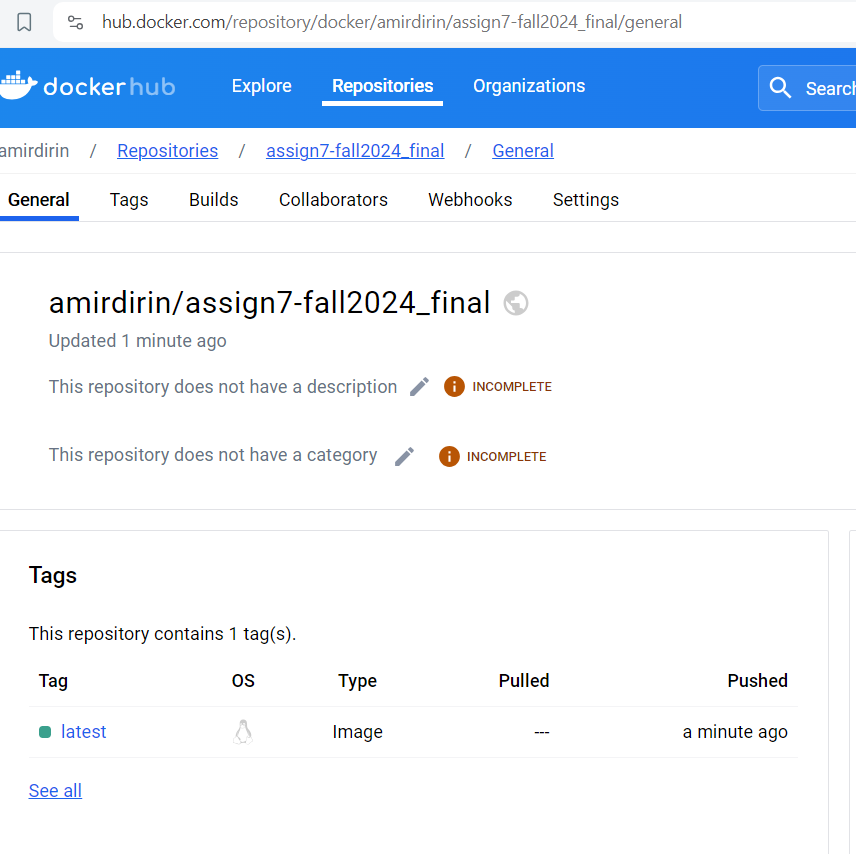 hub.docker.com/repository/docker/amirdirin/assign7-fall2024_final/general
dockerhub Explore Repositories Organizations Search
amirdirin / Repositories / assign7-fall2024_final / General
General Tags Builds Collaborators Webhooks Settings
amirdirin/assign7-fall2024_final
Updated 1 minute ago
This repository does not have a description INCOMPLETE
This repository does not have a category INCOMPLETE
Tags
This repository contains 1 tag(s).
Tag OS Type Pulled Pushed
latest Image --- a minute ago
See all